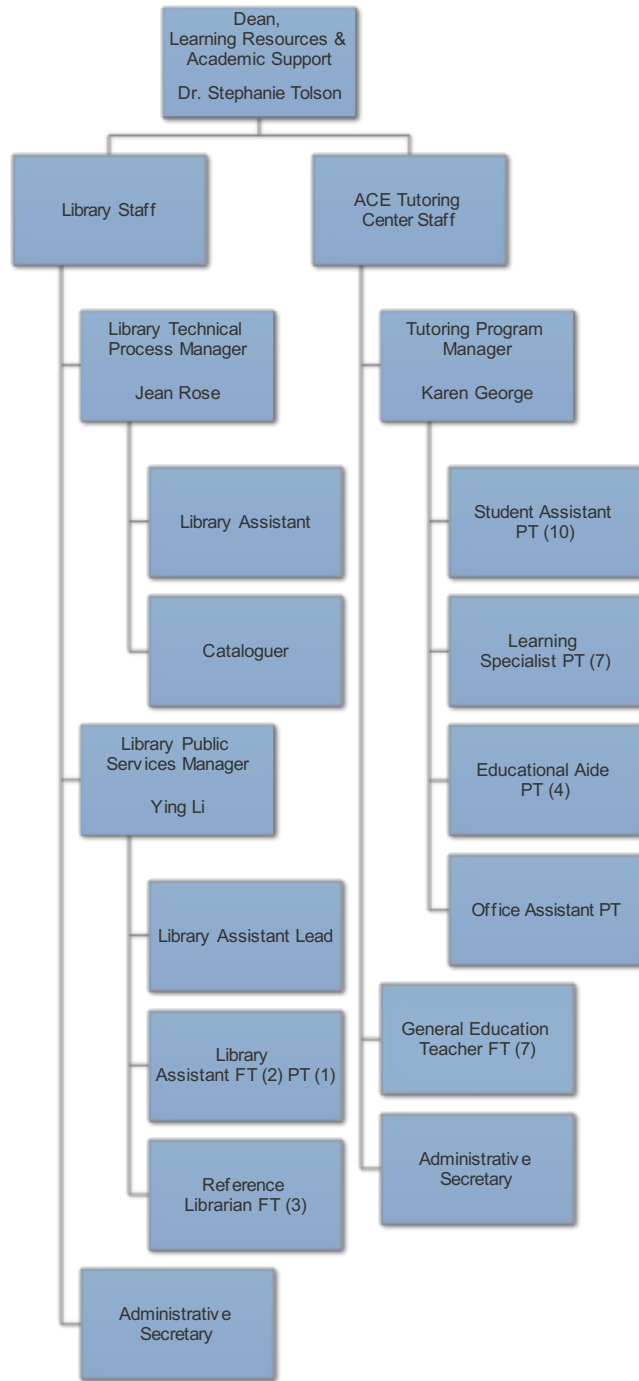 Dean,
Learning Resources &
Academic Support
Dr. Stephanie Tolson
Library Staff
ACE Tutoring
Center Staff
Library Technical
Process Manager
Jean Rose
Library Assistant
Cataloguer
Library Public
Services Manager
Ying Li
Library Assistant Lead
Library
Assistant FT (2) PT (1)
Reference
Librarian FT (3)
Administrative
Secretary
Tutoring Program
Manager
Karen George
Student Assistant
PT (10)
Learning
Specialist PT (7)
Educational Aide
PT (4)
Office Assistant PT
General Education
Teacher FT (7)
Administrative
Secretary